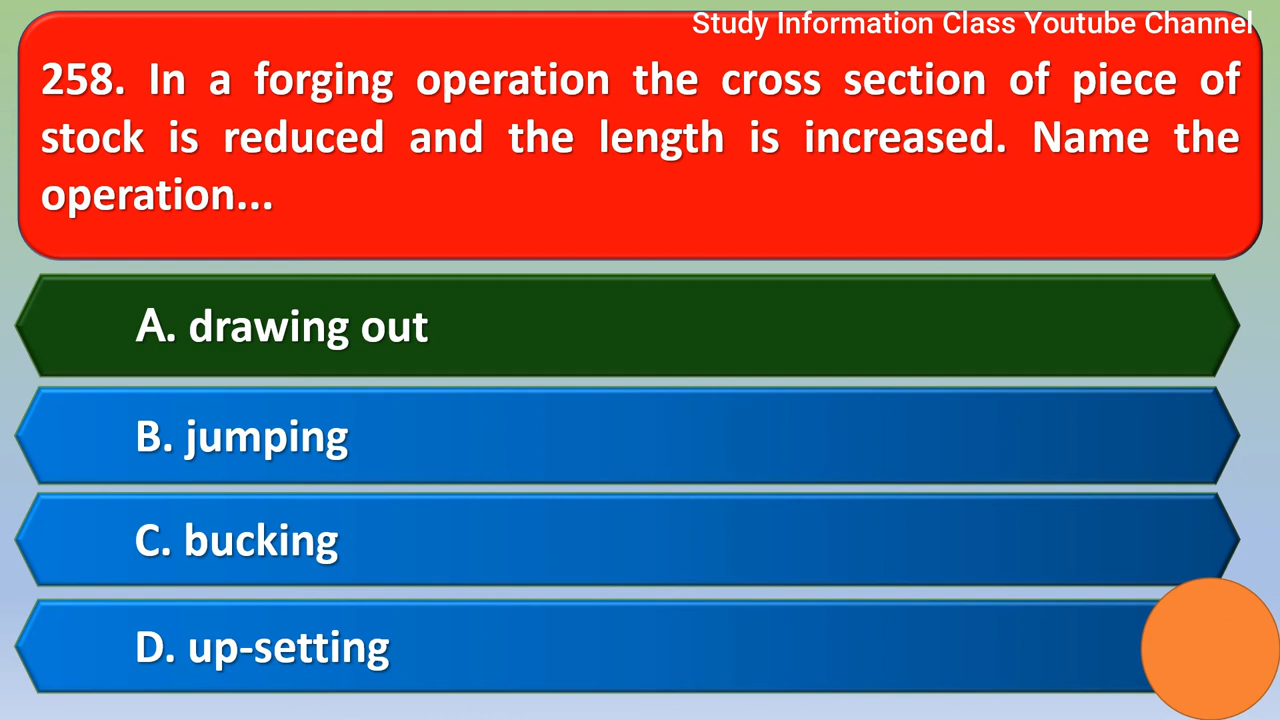 Study Information Class Youtube Channel
258. In a forging operation the cross section of piece of
stock is reduced and the length is increased. Name the
operation...
A. drawing out
B. jumping
C. bucking
D. up-setting